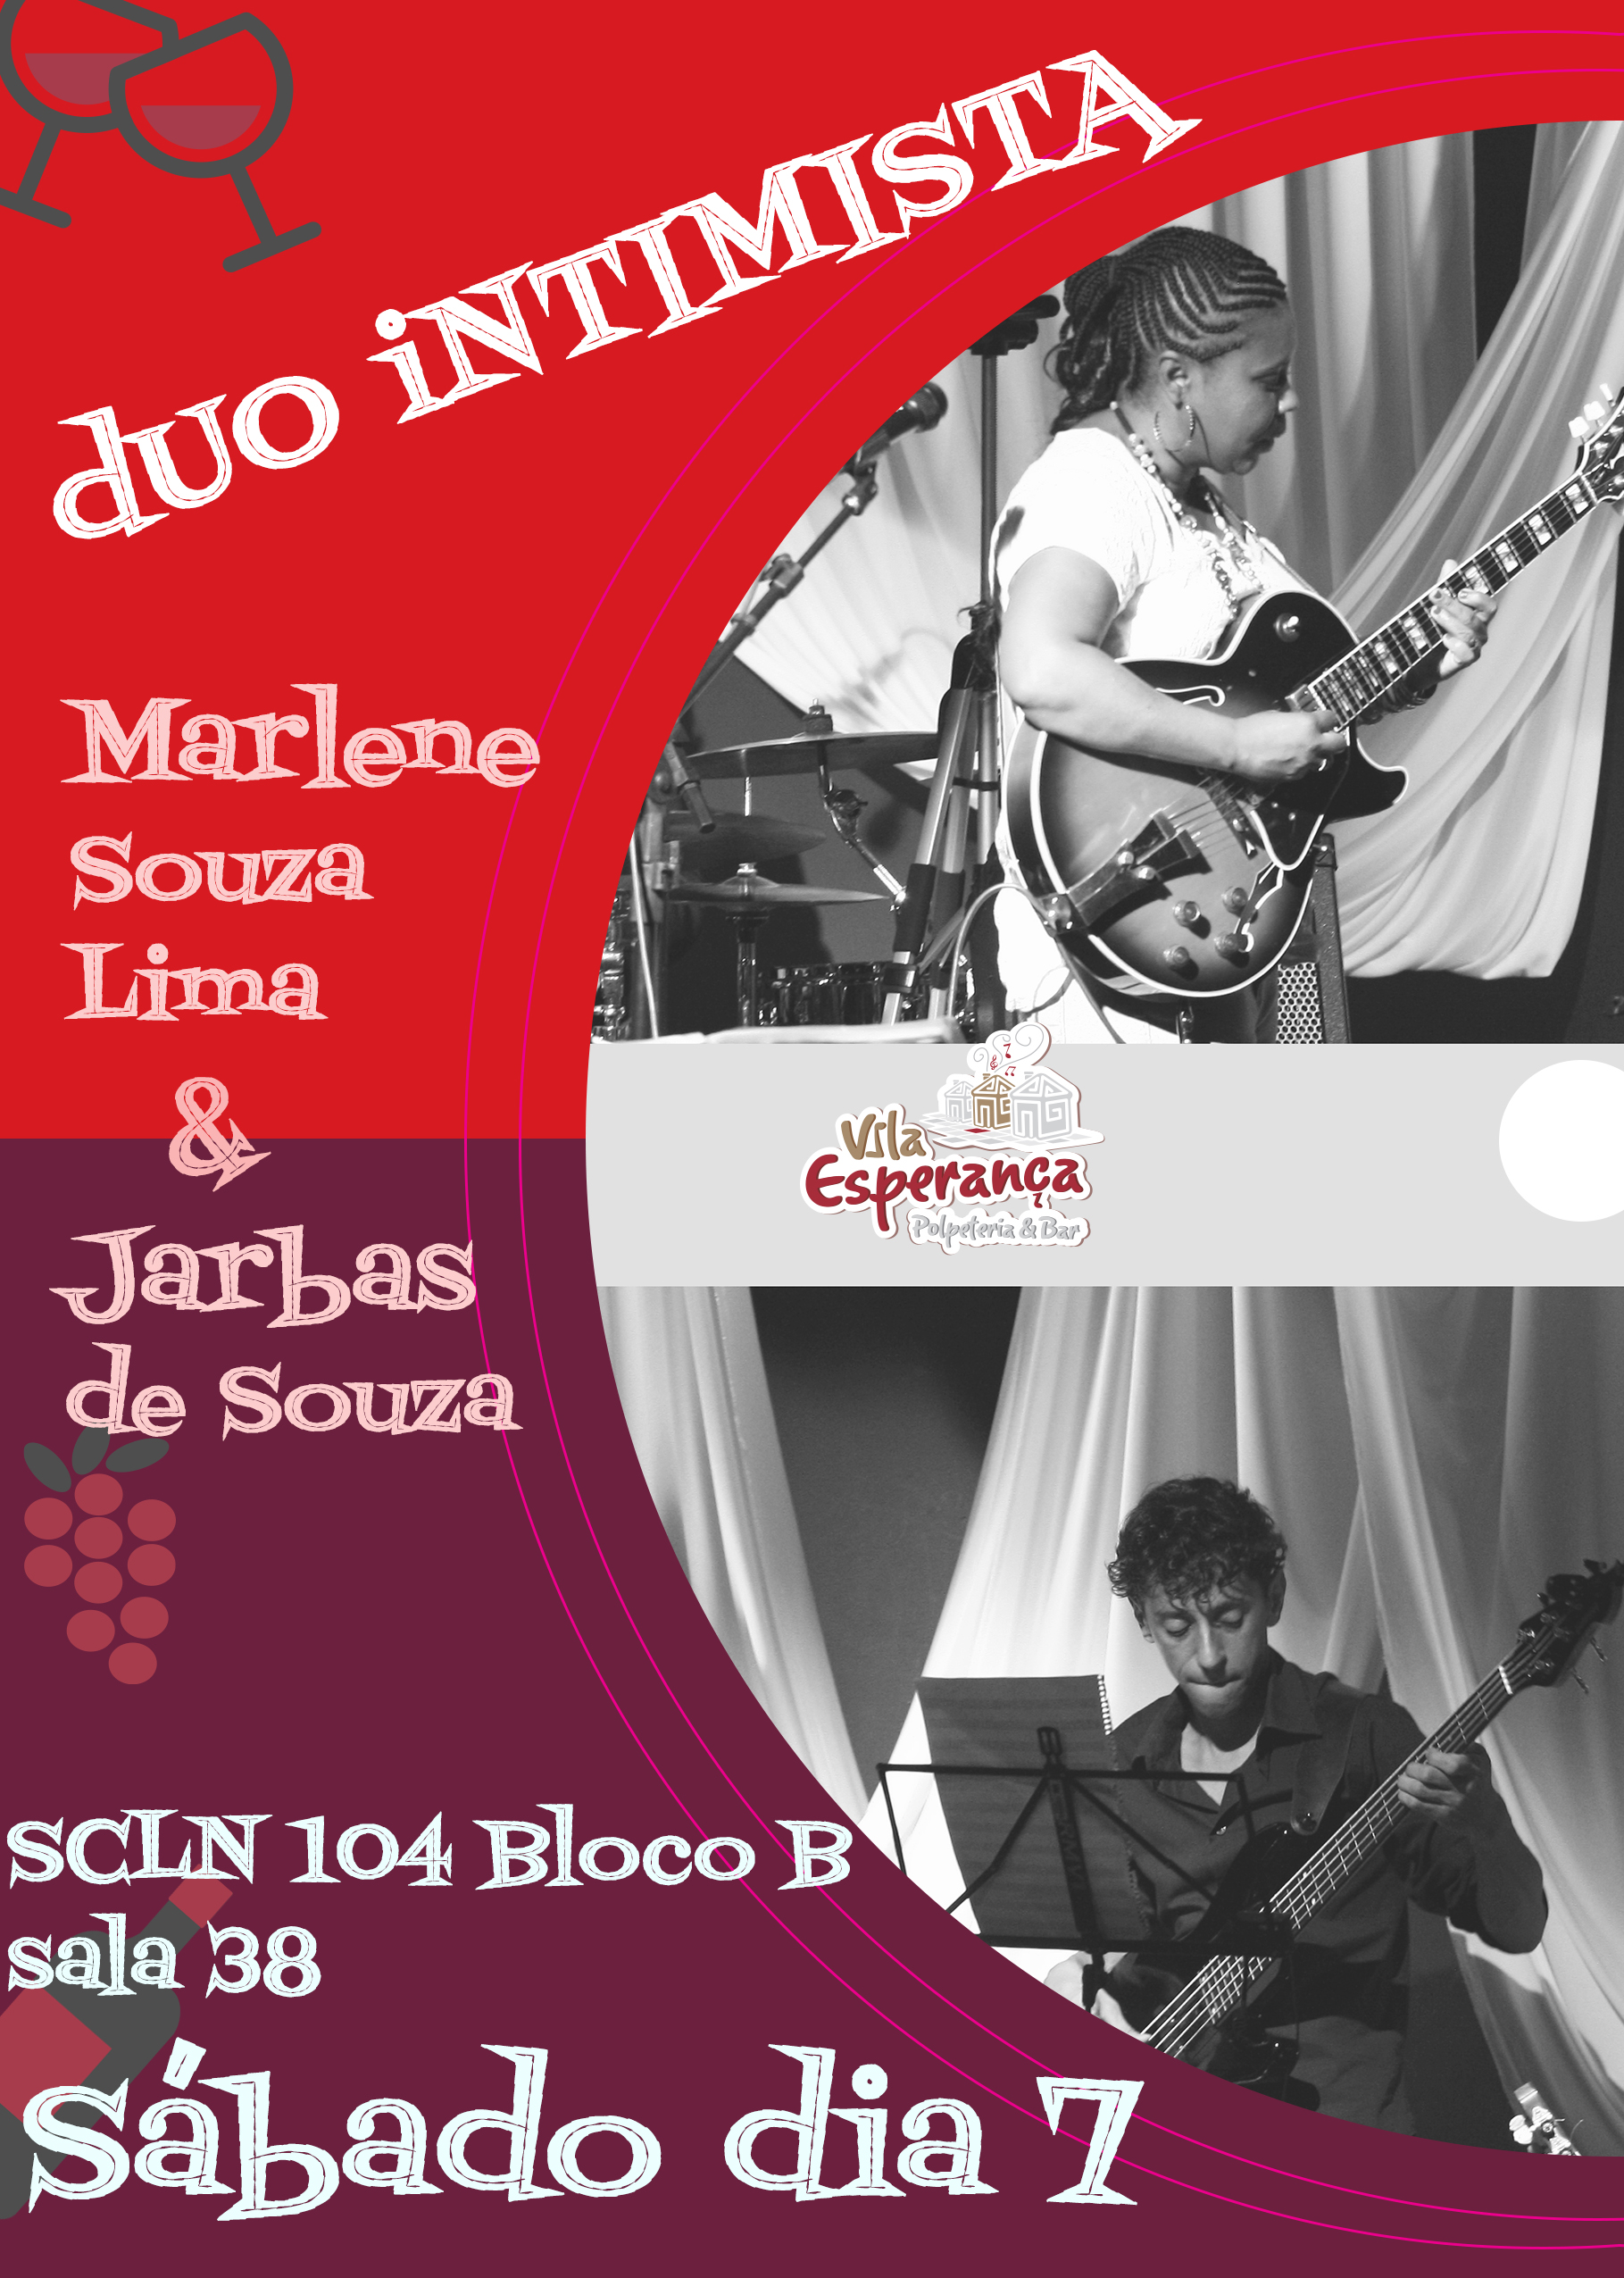 duo iNTIMISTA
Marlene
Souza
Lima
&
Jarbas
de Souza
Vila
Esperança
Polpeteria & Bar
SCLN 104 Bloco B
sala 38
Sábado dia 7